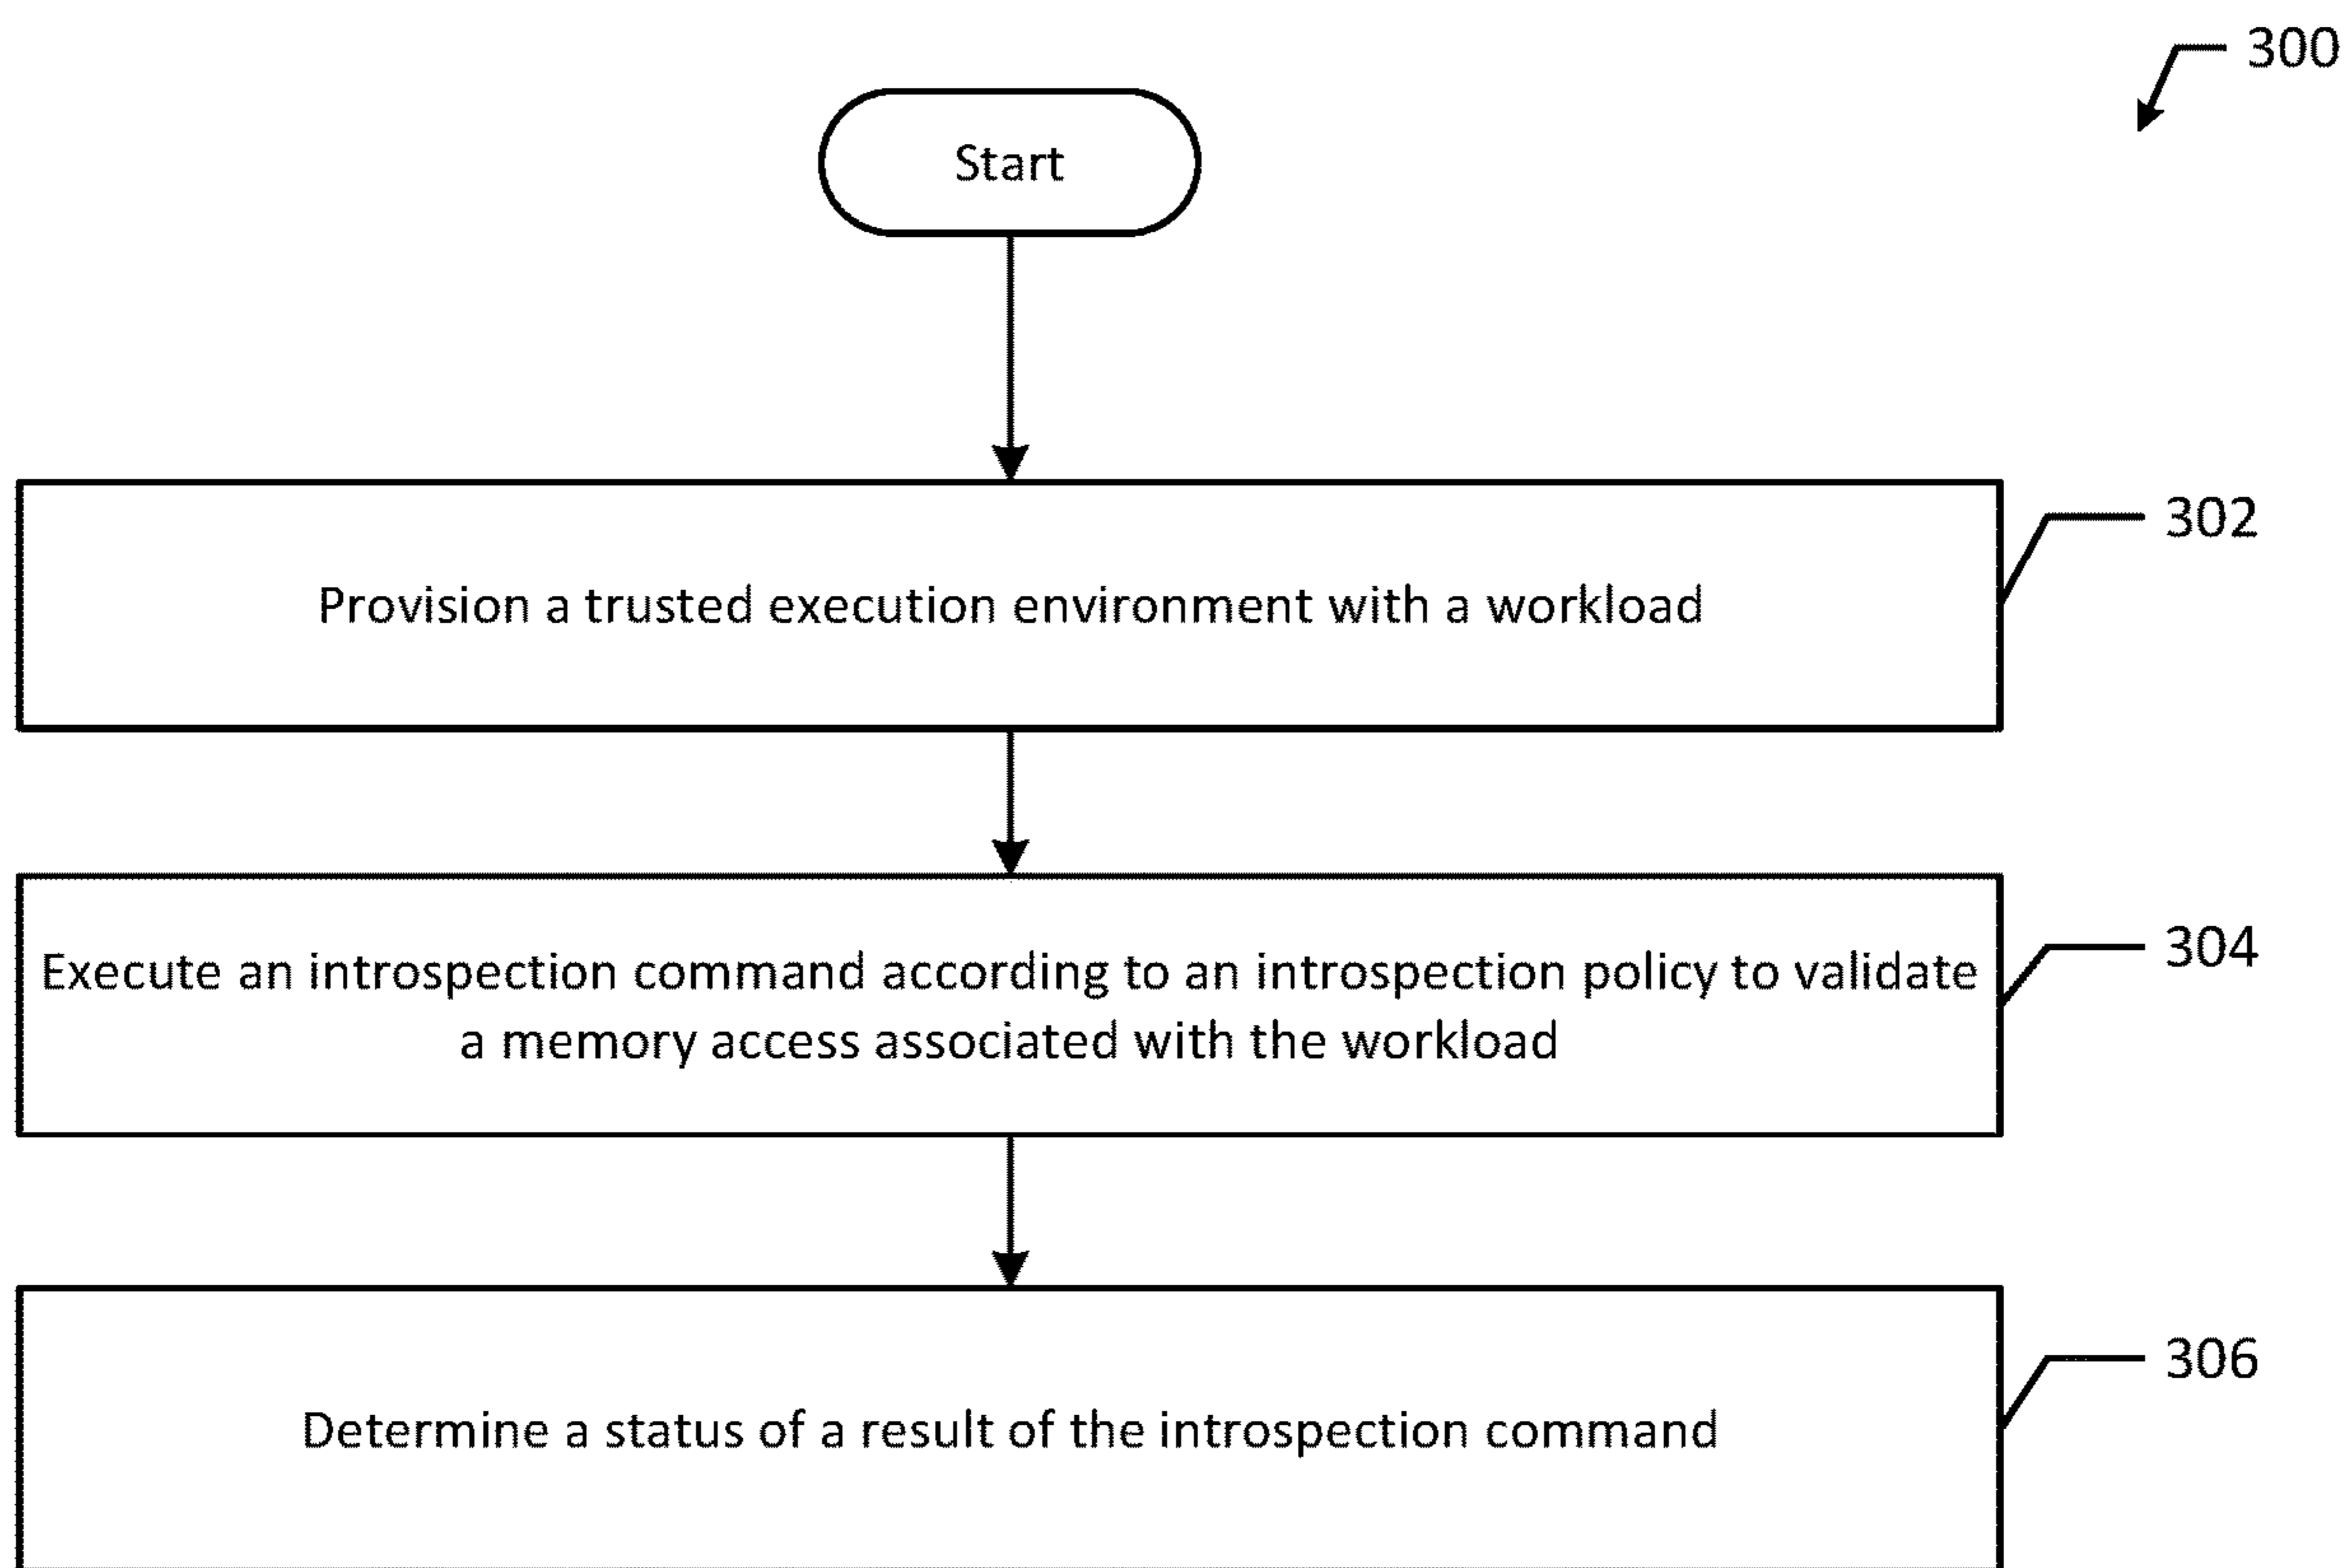 300
Start
Provision a trusted execution environment with a workload
302
Execute an introspection command according to an introspection policy to validate
a memory access associated with the workload
304
Determine a status of a result of the introspection command
306